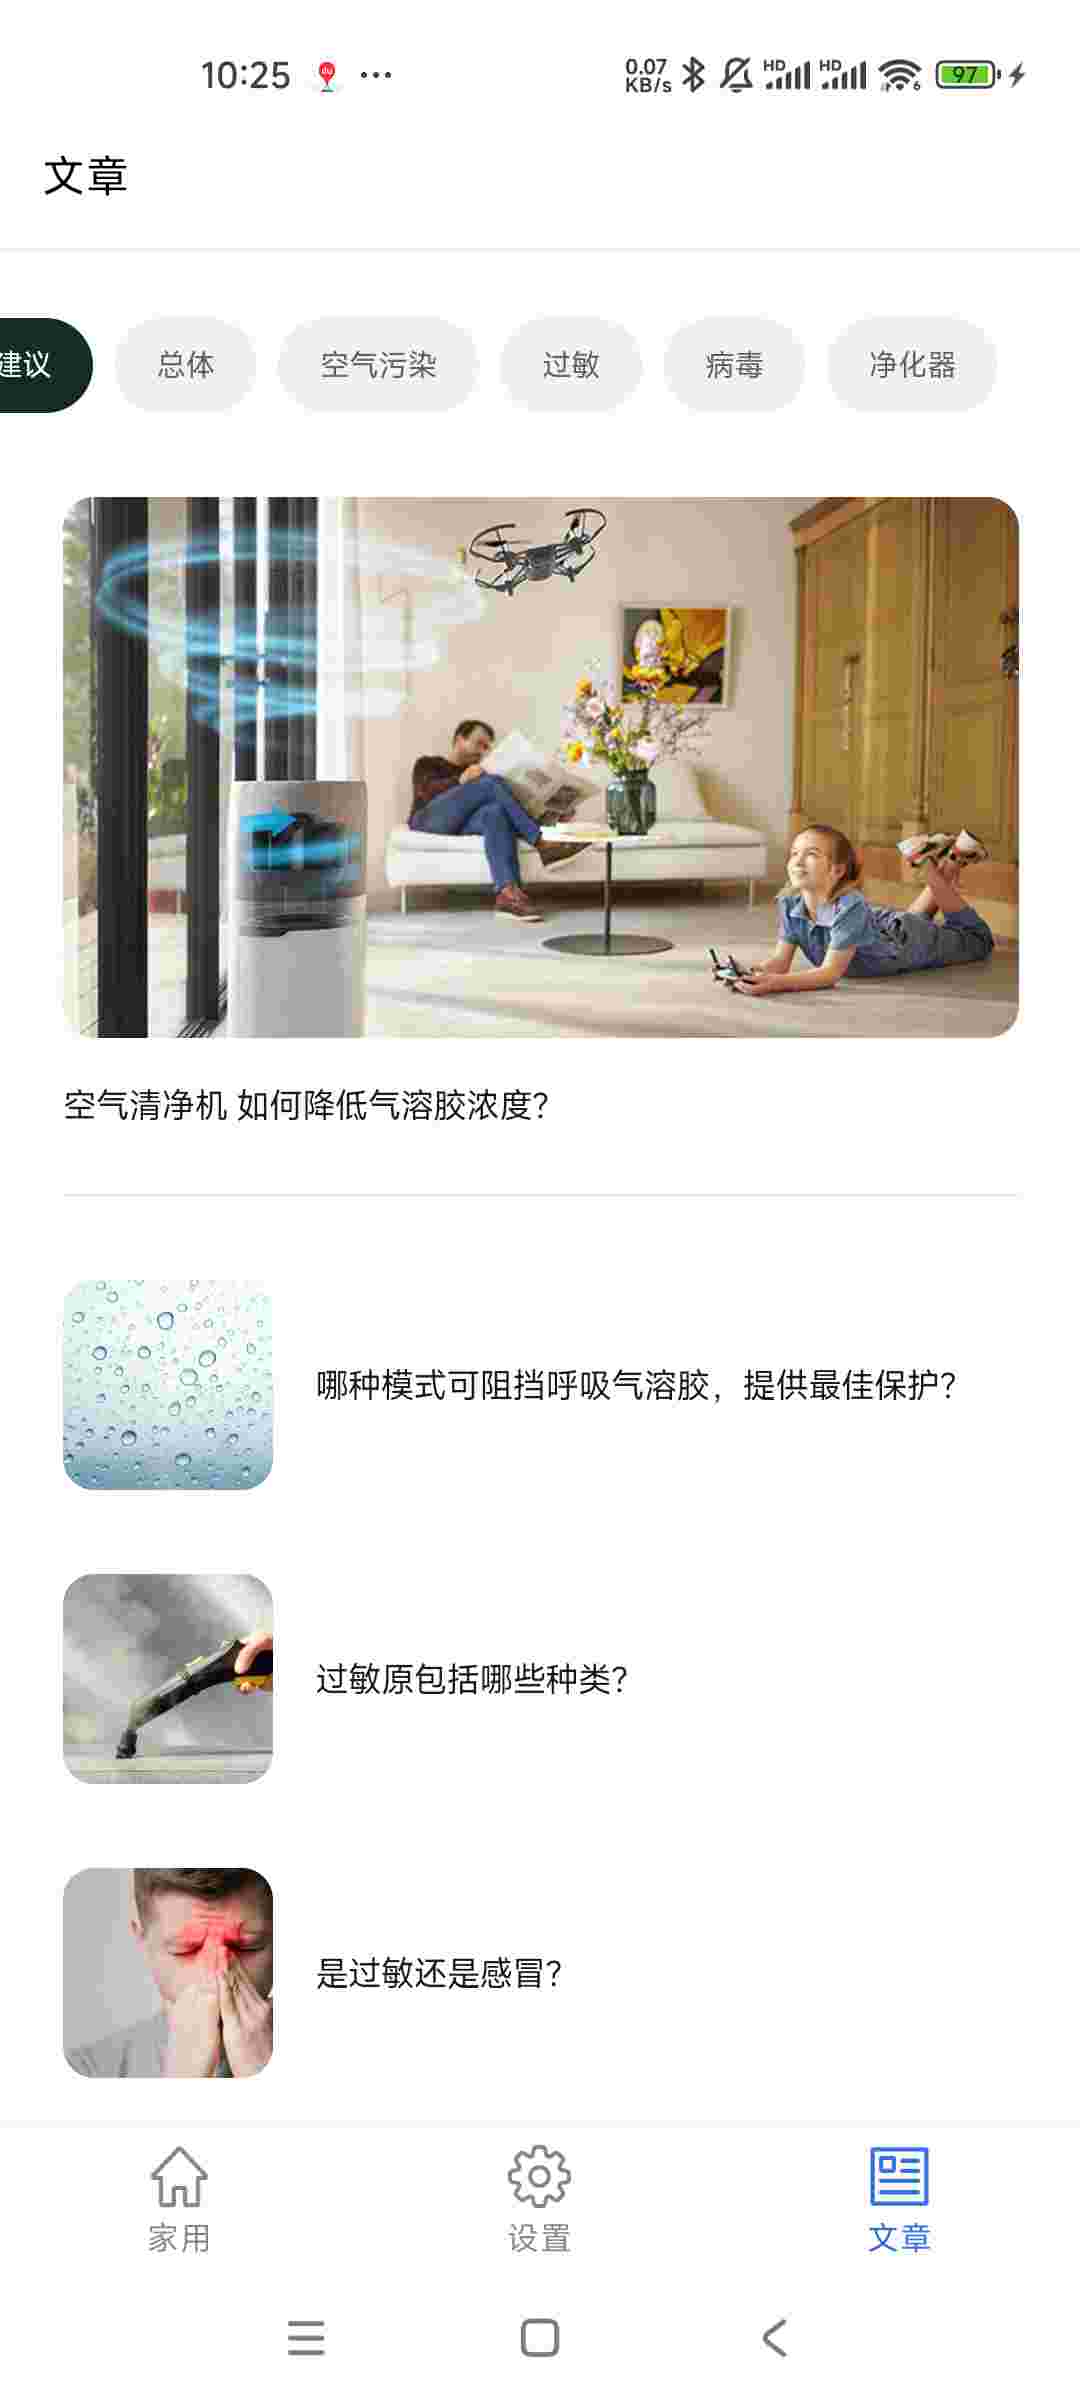 10:25
0.07
KB/s
HD
HD
6
97
文章
建议
总体
空气污染
过敏
病毒
净化器
空气清净机 如何降低气溶胶浓度?
哪种模式可阻挡呼吸气溶胶，提供最佳保护?
过敏原包括哪些种类?
是过敏还是感冒?
家用
设置
文章